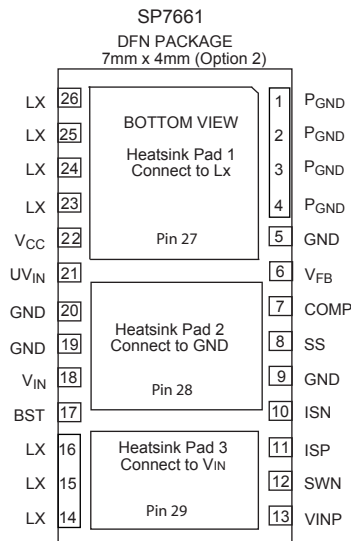 SP7661
DFN PACKAGE
7mm x 4mm (Option 2)
BOTTOM VIEW
Heatsink Pad 1
Connect to Lx
Pin 27
Heatsink Pad 2
Connect to GND
Pin 28
Heatsink Pad 3
Connect to VIN
Pin 29
LX 26
LX 25
LX 24
LX 23
VCC 22
UVIN 21
GND 20
GND 19
VIN 18
BST 17
LX 16
LX 15
LX 14
1 PGND
2 PGND
3 PGND
4 PGND
5 GND
6 VFB
7 COMP
8 SS
9 GND
10 ISN
11 ISP
12 SWN
13 VINP